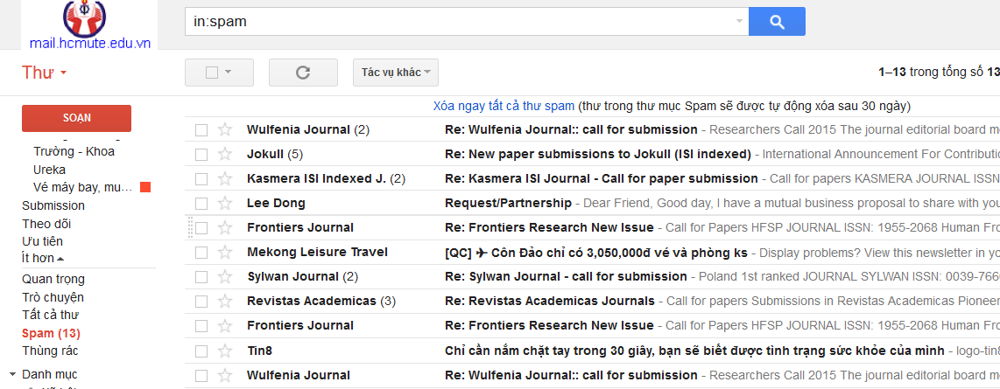 in:spam
mail.hcmute.edu.vn
Thư
Tác vụ khác
1–13 trong tổng số 13
SOẠN
Xóa ngay tất cả thư spam (thư trong thư mục Spam sẽ được tự động xóa sau 30 ngày)
Trường - Khoa
Ureka
Vé máy bay, mu...
Submission
Theo dõi
Ưu tiên
Ít hơn
Quan trọng
Trò chuyện
Tất cả thư
Spam (13)
Thùng rác
Danh mục
Wulfenia Journal (2) Re: Wulfenia Journal:: call for submission - Researchers Call 2015 The journal editorial board m
Jokull (5) Re: New paper submissions to Jokull (ISI indexed) - International Announcement For Contributi
Kasmera ISI Indexed J. (2) Re: Kasmera ISI Journal - Call for paper submission - Call for papers KASMERA JOURNAL ISSN:
Lee Dong Request/Partnership - Dear Friend, Good day, I have a mutual business proposal to share with you
Frontiers Journal Re: Frontiers Research New Issue - Call for Papers HFSP JOURNAL ISSN: 1955-2068 Human Fro
Mekong Leisure Travel [QC] ✈ Côn Đảo chỉ có 3,050,000đ vé và phòng ks - Display problems? View this newsletter in yo
Sylwan Journal (2) Re: Sylwan Journal - call for submission - Poland 1st ranked JOURNAL SYLWAN ISSN: 0039-766
Revistas Academicas (3) Re: Revistas Academicas Journals - Call for papers Submissions in Revistas Academicas Pioneer
Frontiers Journal Re: Frontiers Research New Issue - Call for Papers HFSP JOURNAL ISSN: 1955-2068 Human Fro
Tin8 Chỉ cần nắm chặt tay trong 30 giây, bạn sẽ biết được tình trạng sức khỏe của mình - logo-tin8
Wulfenia Journal Re: Wulfenia Journal:: call for submission - Researchers Call 2015 The journal editorial board m